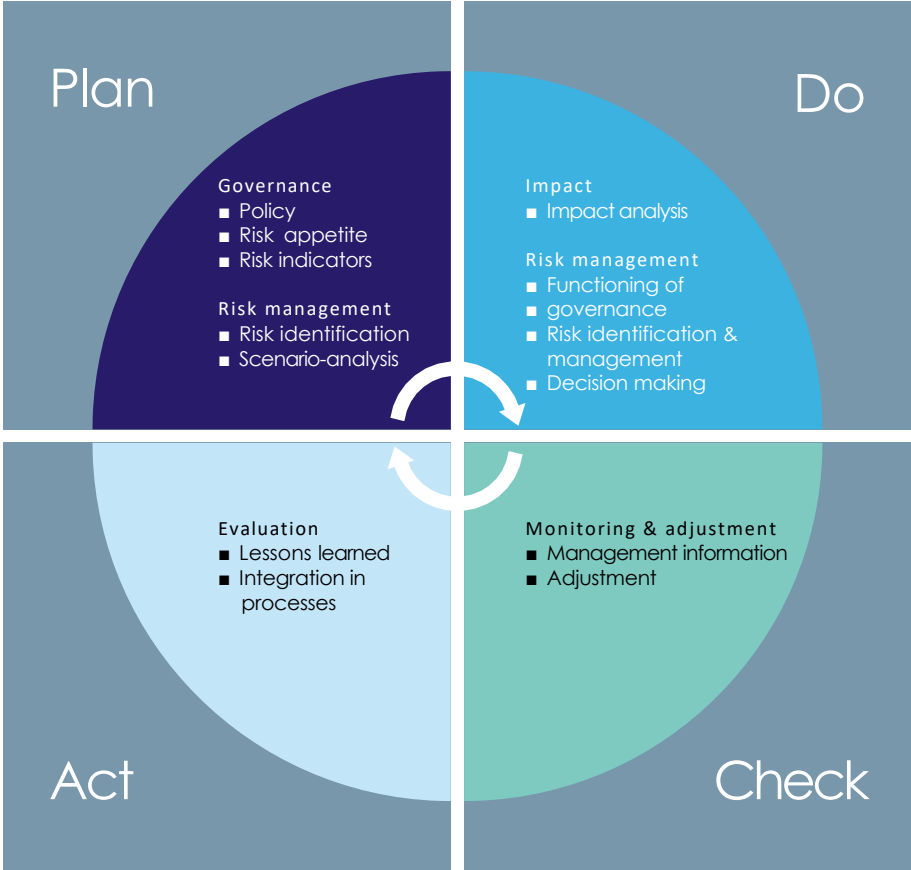 Plan
Governance
■ Policy
■ Risk appetite
■ Risk indicators
Risk management
■ Risk identification
■ Scenario-analysis
Do
Impact
■ Impact analysis
Risk management
■ Functioning of
■ governance
■ Risk identification &
management
■ Decision making
Act
Evaluation
■ Lessons learned
■ Integration in
processes
Check
Monitoring & adjustment
■ Management information
■ Adjustment